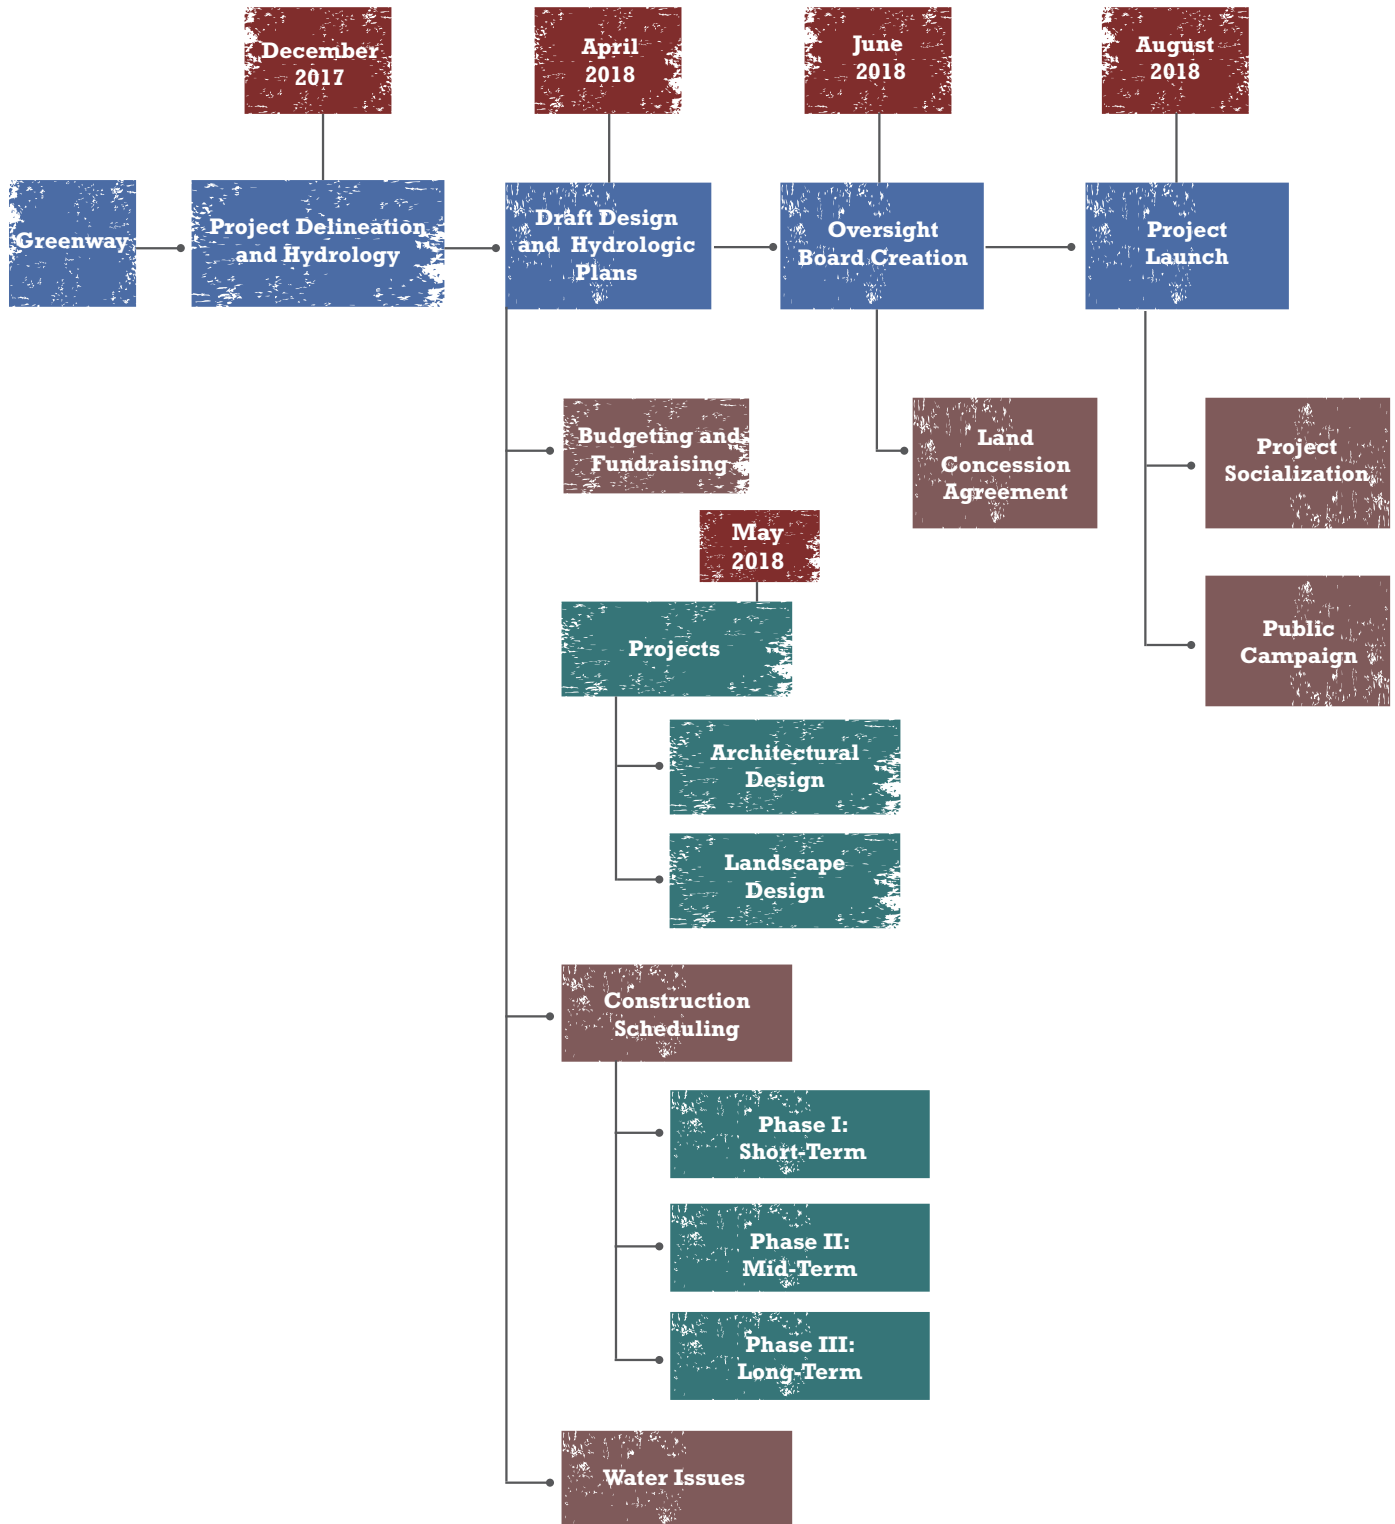 December
2017
April
2018
June
2018
August
2018
Greenway
Project Delineation
and Hydrology
Draft Design
and Hydrologic
Plans
Oversight
Board Creation
Project
Launch
Budgeting and
Fundraising
Land
Concession
Agreement
Project
Socialization
May
2018
Projects
Public
Campaign
Architectural
Design
Landscape
Design
Construction
Scheduling
Phase I:
Short-Term
Phase II:
Mid-Term
Phase III:
Long-Term
Water Issues